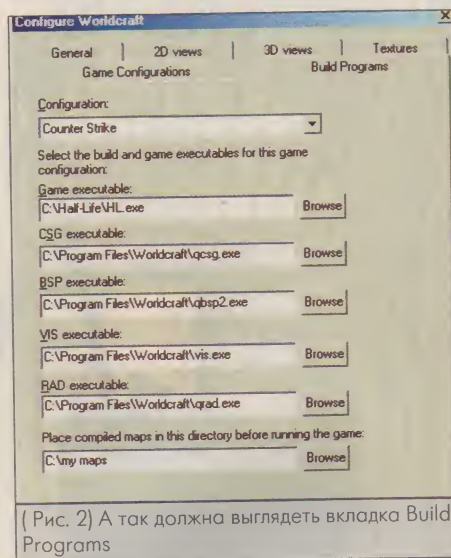 Configure Worldcraft
General 2D views 3D views Textures
Game Configurations Build Programs
Configuration:
Counter Strike
Select the build and game executables for this game
configuration:
Game executable:
C:\Half-Life\HL.exe Browse
CSG executable:
C:\Program Files\Worldcraft\qcsg.exe Browse
BSP executable:
C:\Program Files\Worldcraft\qbsp2.exe Browse
VIS executable:
C:\Program Files\Worldcraft\vis.exe Browse
RAD executable:
C:\Program Files\Worldcraft\qrad.exe Browse
Place compiled maps in this directory before running the game:
C:\my maps Browse
( Рис. 2) А так должна выглядеть вкладка Build
Programs